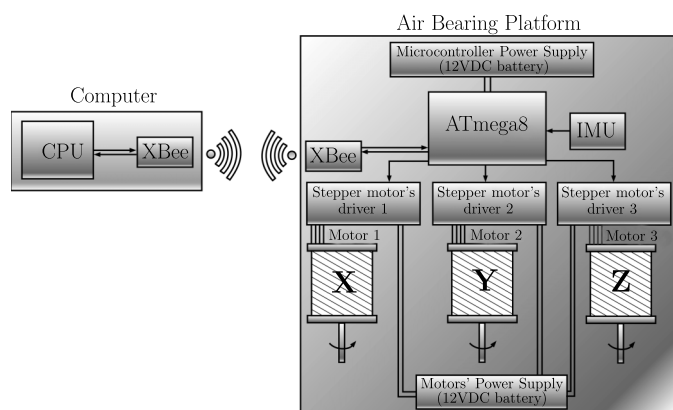 Air Bearing Platform
Microcontroller Power Supply
(12VDC battery)
Computer
CPU
XBee
XBee
ATmega8
IMU
Stepper motor's
driver 1
Stepper motor's
driver 2
Stepper motor's
driver 3
Motor 1
Motor 2
Motor 3
X
Y
Z
Motors' Power Supply
(12VDC battery)